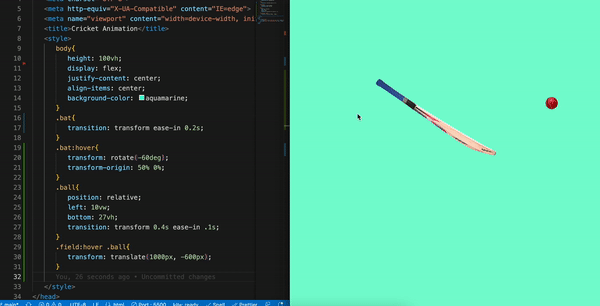 5 <meta http-equiv="X-UA-Compatible" content="IE=edge">
6 <meta name="viewport" content="width=device-width, ini
7 <title>Cricket Animation</title>
8 <style>
9 body{
10 height: 100vh;
11 display: flex;
12 justify-content: center;
13 align-items: center;
14 background-color: aquamarine;
15 }
16 .bat{
17 transition: transform ease-in 0.2s;
18 }
19 .bat:hover{
20 transform: rotate(-60deg);
21 transform-origin: 50% 0%;
22 }
23 .ball{
24 position: relative;
25 left: 10vw;
26 bottom: 27vh;
27 transition: transform 0.4s ease-in .1s;
28 }
29 .field:hover .ball{
30 transform: translate(1000px, -600px);
31 }
32 You, 26 seconds ago • Uncommitted changes
33 </style>
34 </head>